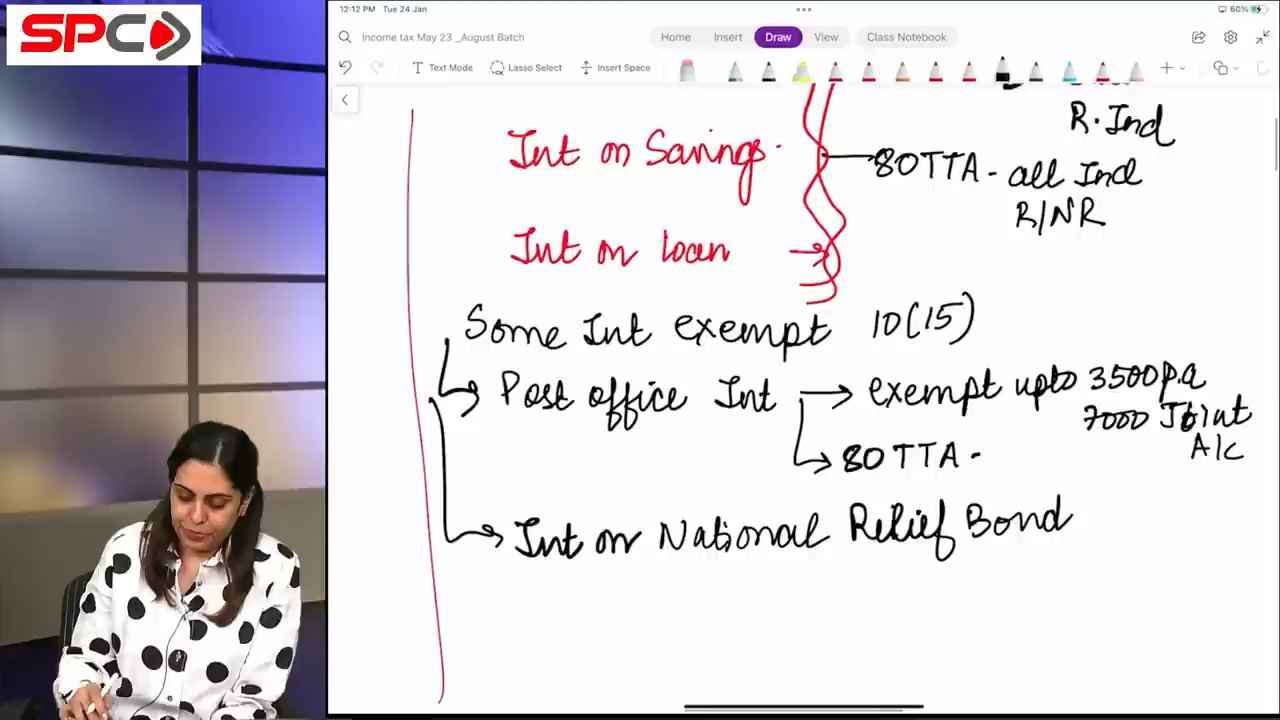 SPC
12:12 PM Tue 24 Jan
60%
Income tax May 23 _August Batch
Home Insert Draw View Class Notebook
Text Mode Lasso Select Insert Space
R. Ind
Int on Savings.
80TTA - all Ind
R/NR
Int on loan
Some Int exempt 10(15)
Post office Int → exempt upto 3500 p.a
7000 Joint
A/c
80TTA -
Int on National Relief Bond